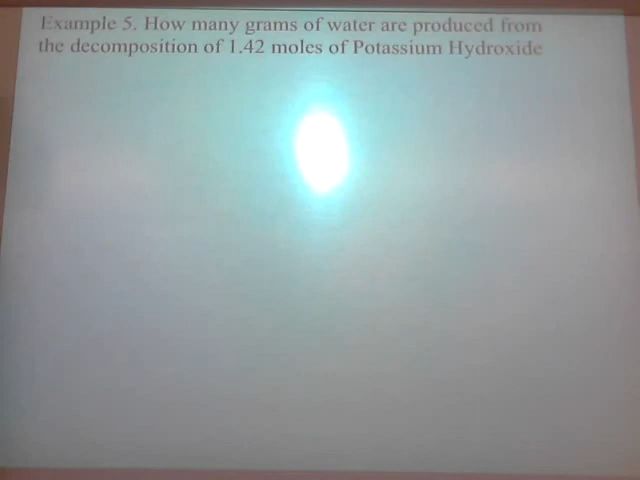 Example 5. How many grams of water are produced from
the decomposition of 1.42 moles of Potassium Hydroxide